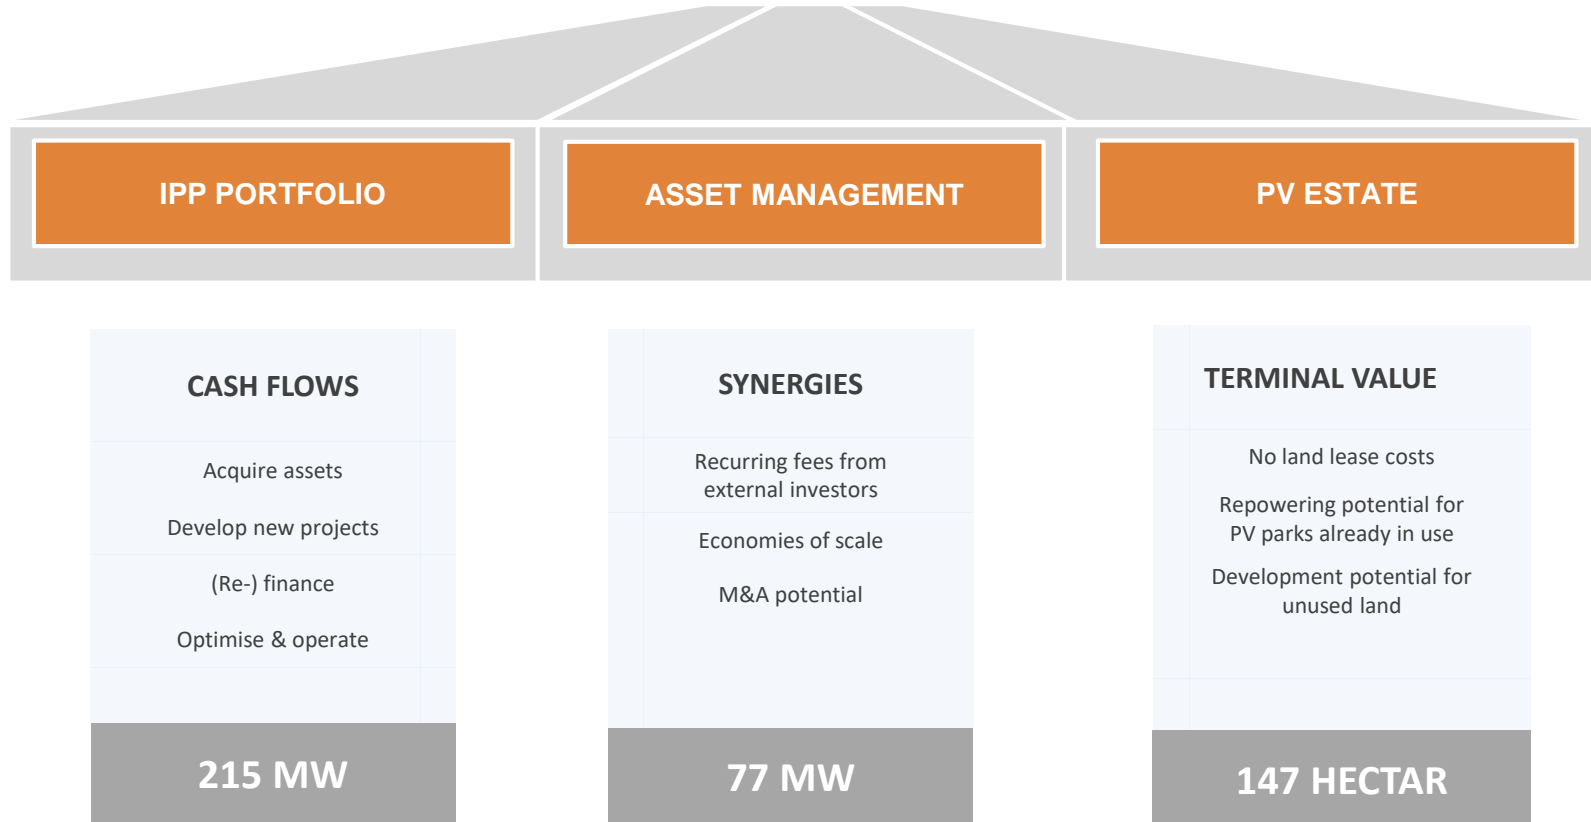 IPP PORTFOLIO
ASSET MANAGEMENT
PV ESTATE
CASH FLOWS
Acquire assets
Develop new projects
(Re-) finance
Optimise & operate
215 MW
SYNERGIES
Recurring fees from
external investors
Economies of scale
M&A potential
77 MW
TERMINAL VALUE
No land lease costs
Repowering potential for
PV parks already in use
Development potential for
unused land
147 HECTAR